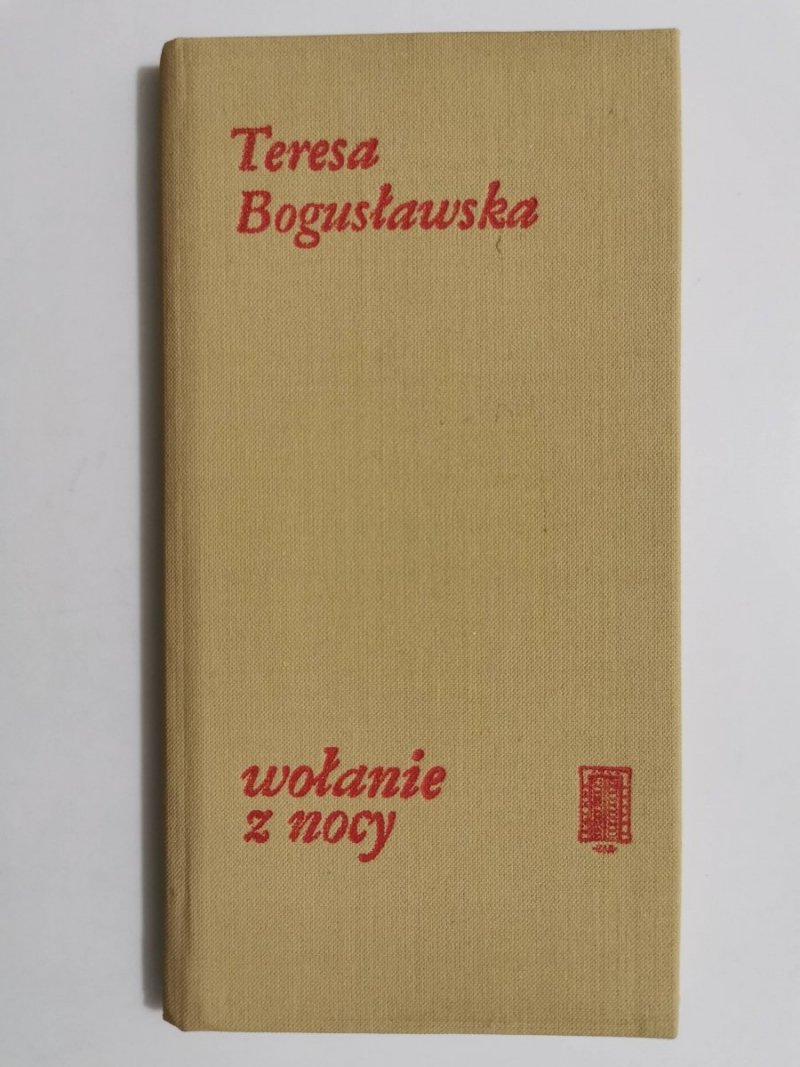 Teresa
Bogusławska
wołanie
z nocy